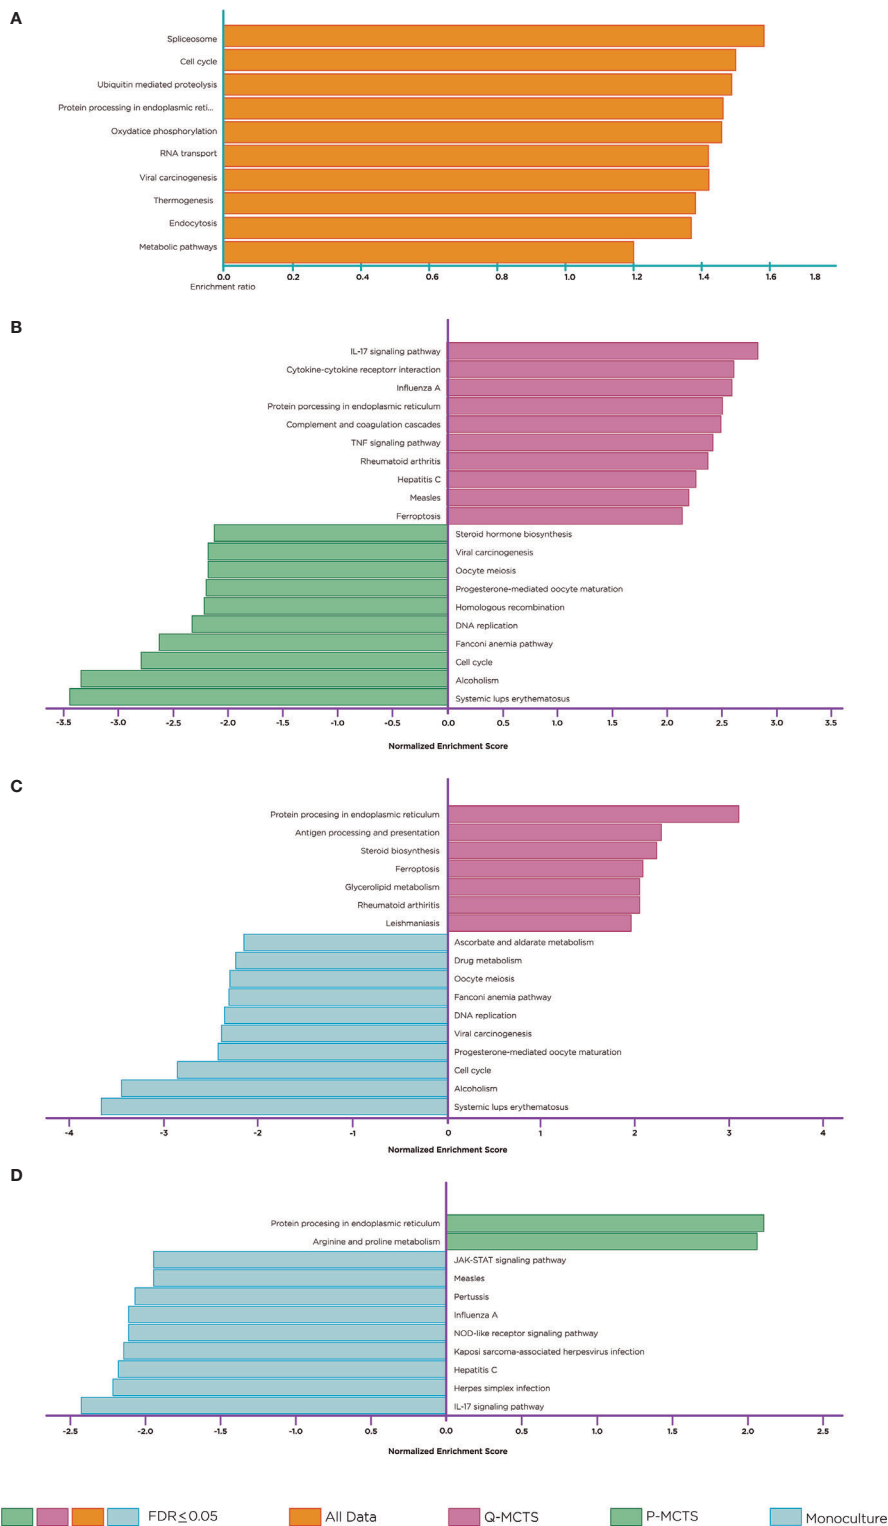 A
Spliceosome
Cell cycle
Ubiquitin mediated proteolysis
Protein processing in endoplasmic reti...
Oxydatice phosphorylation
RNA transport
Viral carcinogenesis
Thermogenesis
Endocytosis
Metabolic pathways
0.0 0.2 0.4 0.6 0.8 1.0 1.2 1.4 1.6 1.8
Enrichment ratio
B
IL-17 signaling pathway
Cytokine-cytokine receptorr interaction
Influenza A
Protein porcessing in endoplasmic reticulum
Complement and coagulation cascades
TNF signaling pathway
Rheumatoid arthritis
Hepatitis C
Measles
Ferroptosis
Steroid hormone biosynthesis
Viral carcinogenesis
Oocyte meiosis
Progesterone-mediated oocyte maturation
Homologous recombination
DNA replication
Fanconi anemia pathway
Cell cycle
Alcoholism
Systemic lups erythematosus
-3.5 -3.0 -2.5 -2.0 -1.5 -1.0 -0.5 0.0 0.5 1.0 1.5 2.0 2.5 3.0 3.5
Normalized Enrichment Score
C
Protein procesing in endoplasmic reticulum
Antigen processing and presentation
Steroid biosynthesis
Ferroptosis
Glycerolipid metabolism
Rheumatoid arthiritis
Leishmaniasis
Ascorbate and aldarate metabolism
Drug metabolism
Oocyte meiosis
Fanconi anemia pathway
DNA replication
Viral carcinogenesis
Progesterone-mediated oocyte maturation
Cell cycle
Alcoholism
Systemic lups erythematosus
-4 -3 -2 -1 0 1 2 3 4
Normalized Enrichment Score
D
Protein procesing in endoplasmic reticulum
Arginine and proline metabolism
JAK-STAT signaling pathway
Measles
Pertussis
Influenza A
NOD-like receptor signaling pathway
Kaposi sarcoma-associated herpesvirus infection
Hepatitis C
Herpes simplex infection
IL-17 signaling pathway
-2.5 -2.0 -1.5 -1.0 0.5 0.0 0.5 1.0 1.5 2.0 2.5
Normalized Enrichment Score
FDR≤0.05 All Data Q-MCTS P-MCTS Monoculture